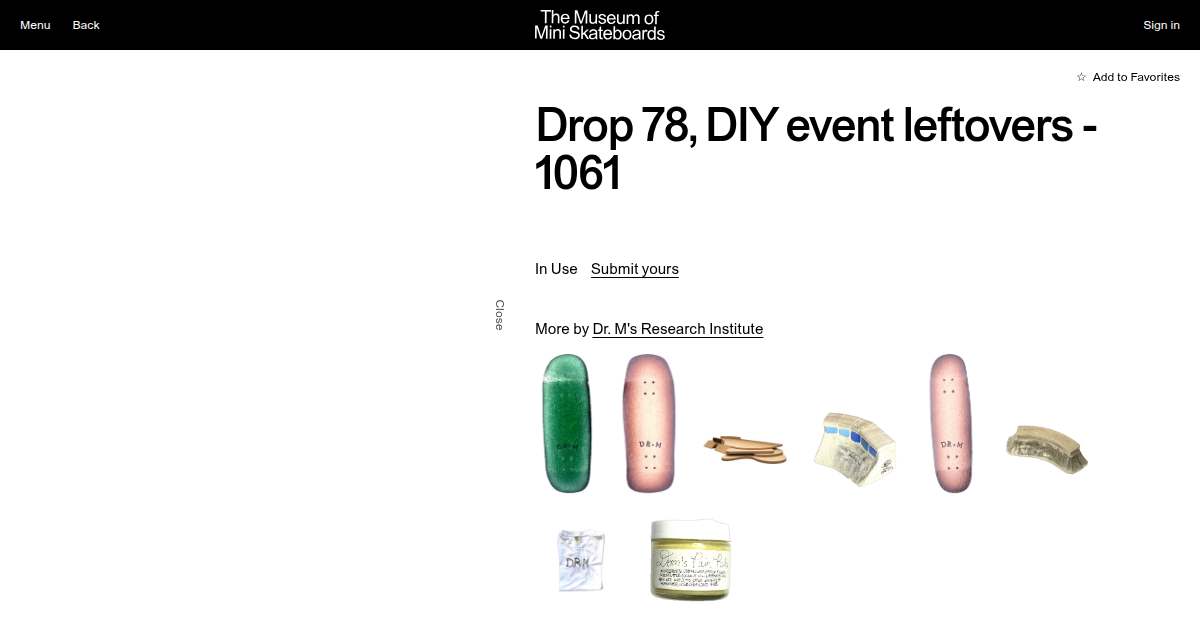 Menu
Back
The Museum of
Mini Skateboards
Sign in
☆ Add to Favorites
Drop 78, DIY event leftovers -
1061
In Use
Submit yours
Close
More by Dr. M's Research Institute
DR·M
DR·M
DR·M
DRM